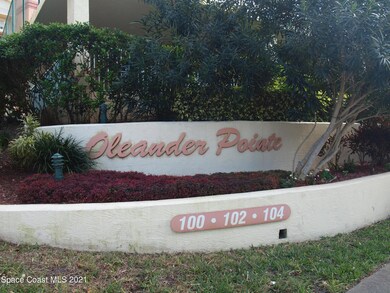 Oleander Pointe
100 • 102 • 104
Space Coast MLS 2021